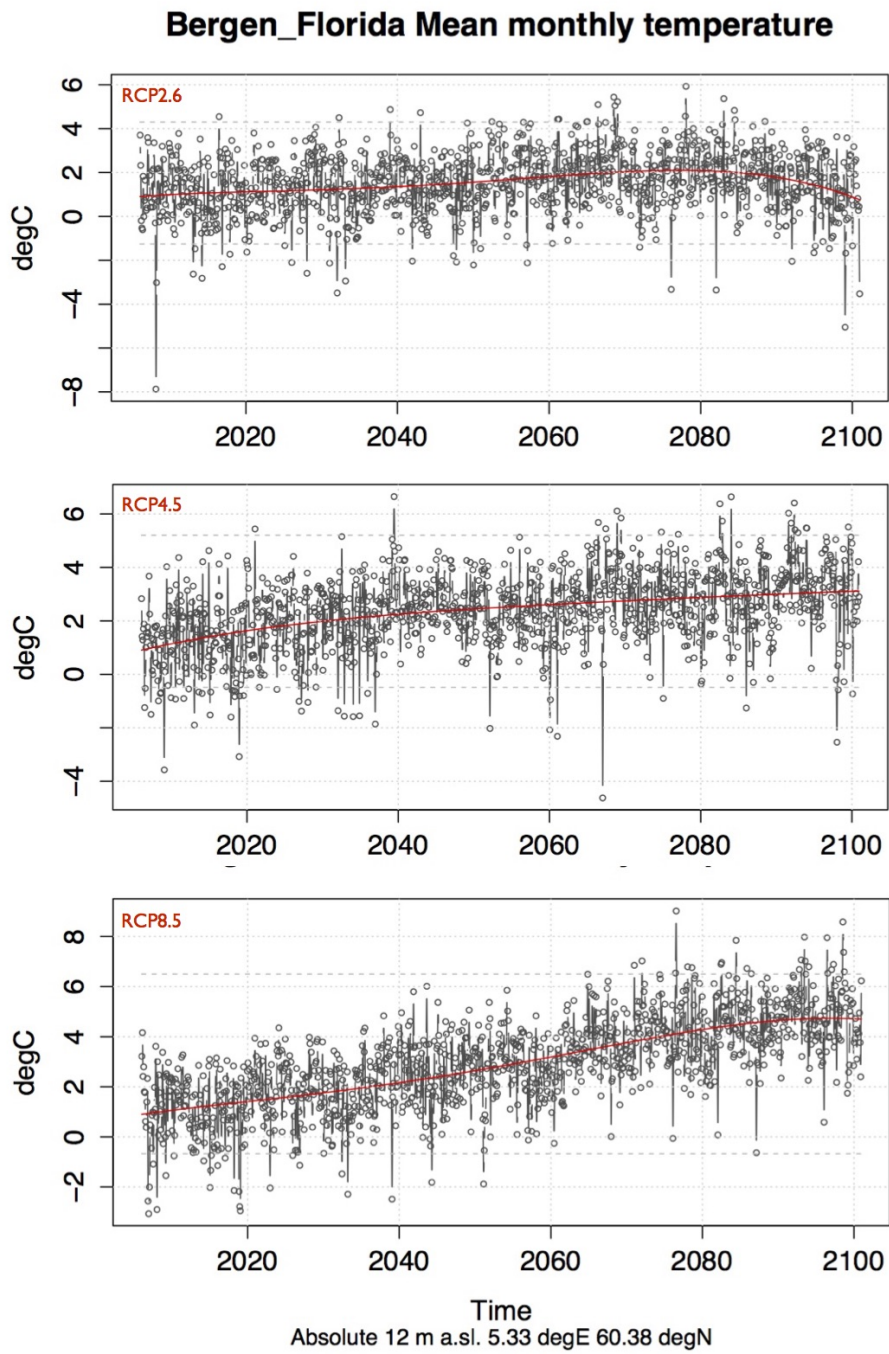 Bergen_Florida Mean monthly temperature
RCP2.6
degC
6
4
2
0
−4
−8
2020 2040 2060 2080 2100
RCP4.5
degC
6
4
2
0
−4
2020 2040 2060 2080 2100
RCP8.5
degC
8
6
4
2
0
−2
2020 2040 2060 2080 2100
Time
Absolute 12 m a.sl. 5.33 degE 60.38 degN